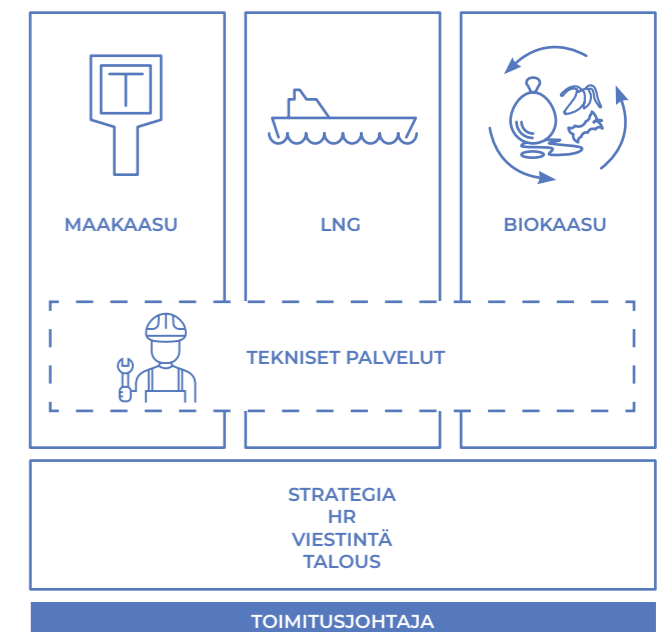 T
MAAKAASU
LNG
BIOKAASU
TEKNISET PALVELUT
STRATEGIA
HR
VIESTINTÄ
TALOUS
TOIMITUSJOHTAJA